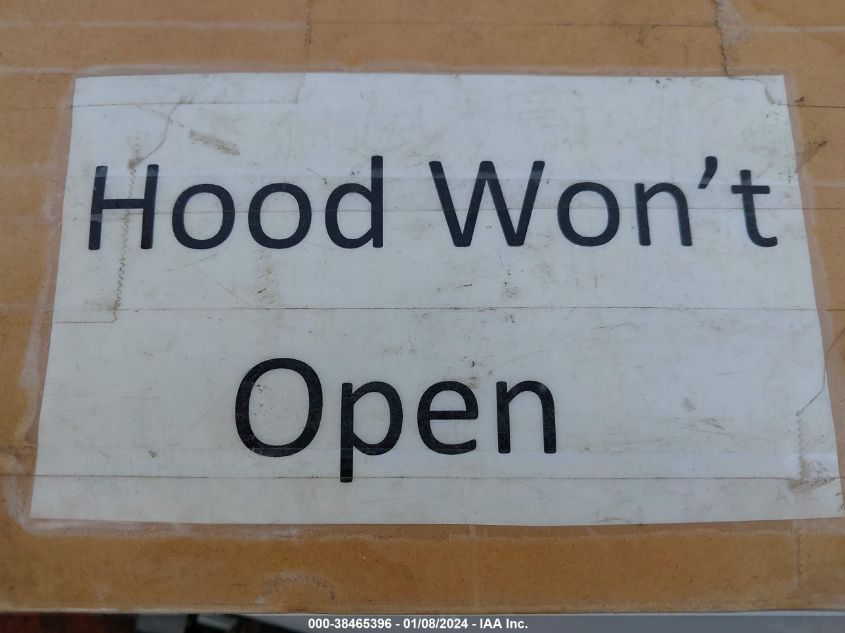 Hood Won’t
Open
000-38465396 - 01/08/2024 - IAA Inc.